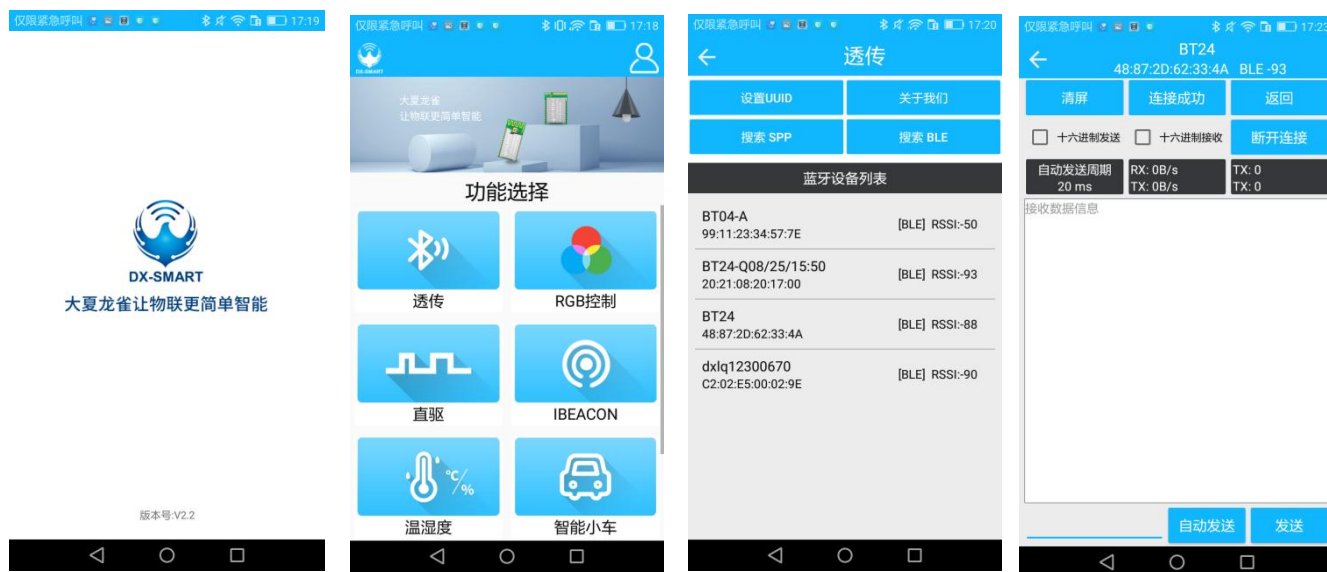 仅限紧急呼叫
17:19
DX-SMART
大夏龙雀让物联更简单智能
版本号:V2.2
仅限紧急呼叫
17:18
DX-SMART
大夏龙雀
让物联更简单智能
功能选择
透传
RGB控制
直驱
IBEACON
°C/%
温湿度
智能小车
仅限紧急呼叫
17:20
透传
设置UUID
关于我们
搜索 SPP
搜索 BLE
蓝牙设备列表
BT04-A
99:11:23:34:57:7E
[BLE] RSSI:-50
BT24-Q08/25/15:50
20:21:08:20:17:00
[BLE] RSSI:-93
BT24
48:87:2D:62:33:4A
[BLE] RSSI:-88
dxlq12300670
C2:02:E5:00:02:9E
[BLE] RSSI:-90
仅限紧急呼叫
17:23
BT24
48:87:2D:62:33:4A BLE -93
清屏
连接成功
返回
十六进制发送
十六进制接收
断开连接
自动发送周期
20 ms
RX: 0B/s
TX: 0B/s
TX: 0
TX: 0
接收数据信息
自动发送
发送